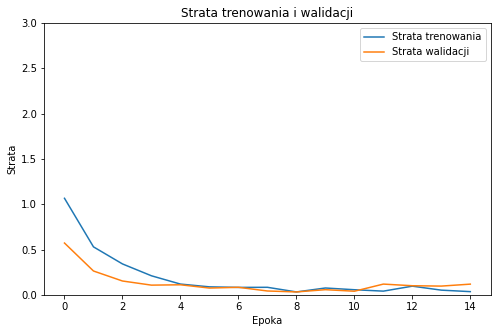 Strata trenowania i walidacji
Strata trenowania
Strata walidacji
3.0
2.5
2.0
1.5
1.0
0.5
0.0
Strata
0 2 4 6 8 10 12 14
Epoka